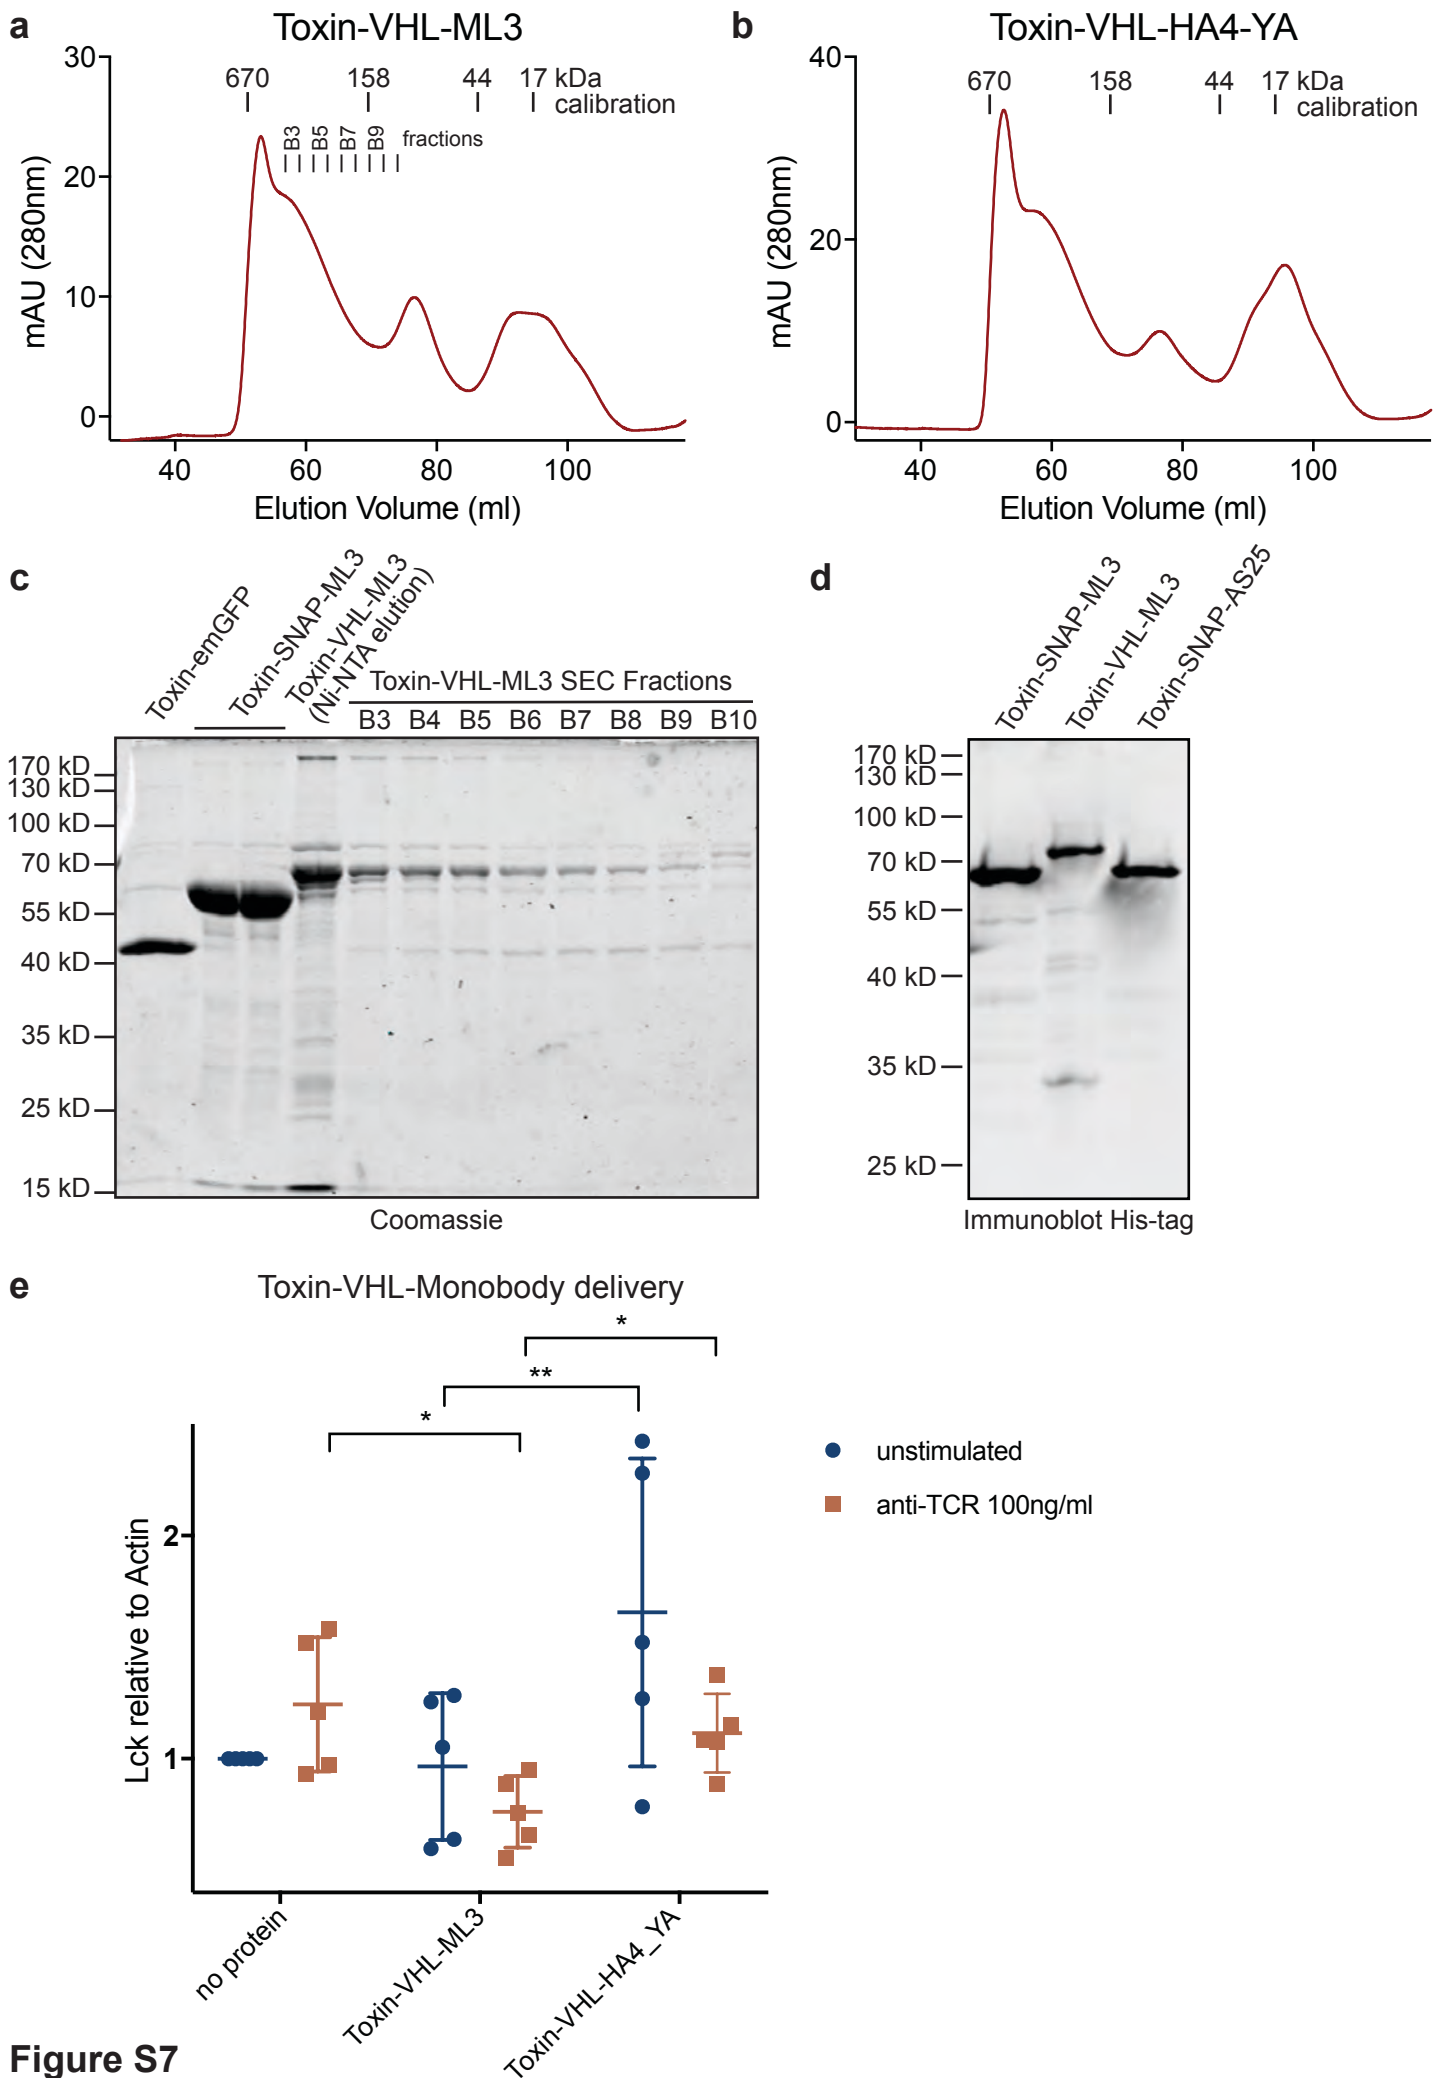 a
Toxin-VHL-ML3
30
20
10
0
mAU (280nm)
670
158
44
17 kDa
calibration
B3
B5
B7
B9
fractions
40
60
80
100
Elution Volume (ml)
b
Toxin-VHL-HA4-YA
40
20
0
mAU (280nm)
670
158
44
17 kDa
calibration
40
60
80
100
Elution Volume (ml)
c
Toxin-emGFP
Toxin-SNAP-ML3
Toxin-VHL-ML3
(Ni-NTA elution)
Toxin-VHL-ML3 SEC Fractions
B3 B4 B5 B6 B7 B8 B9 B10
170 kD
130 kD
100 kD
70 kD
55 kD
40 kD
35 kD
25 kD
15 kD
Coomassie
d
Toxin-SNAP-ML3
Toxin-VHL-ML3
Toxin-SNAP-AS25
170 kD
130 kD
100 kD
70 kD
55 kD
40 kD
35 kD
25 kD
Immunoblot His-tag
e
Toxin-VHL-Monobody delivery
*
**
*
unstimulated
anti-TCR 100ng/ml
2
1
Lck relative to Actin
no protein
Toxin-VHL-ML3
Toxin-VHL-HA4_YA
Figure S7